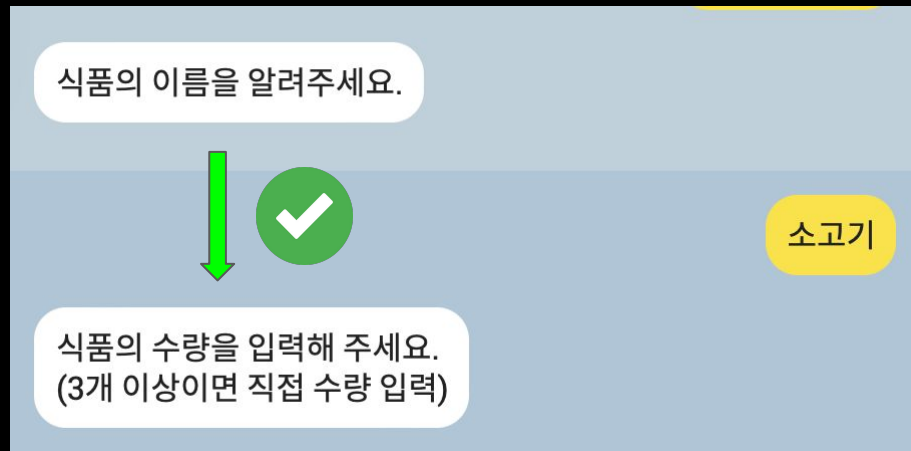 식품의 이름을 알려주세요.
소고기
식품의 수량을 입력해 주세요.
(3개 이상이면 직접 수량 입력)